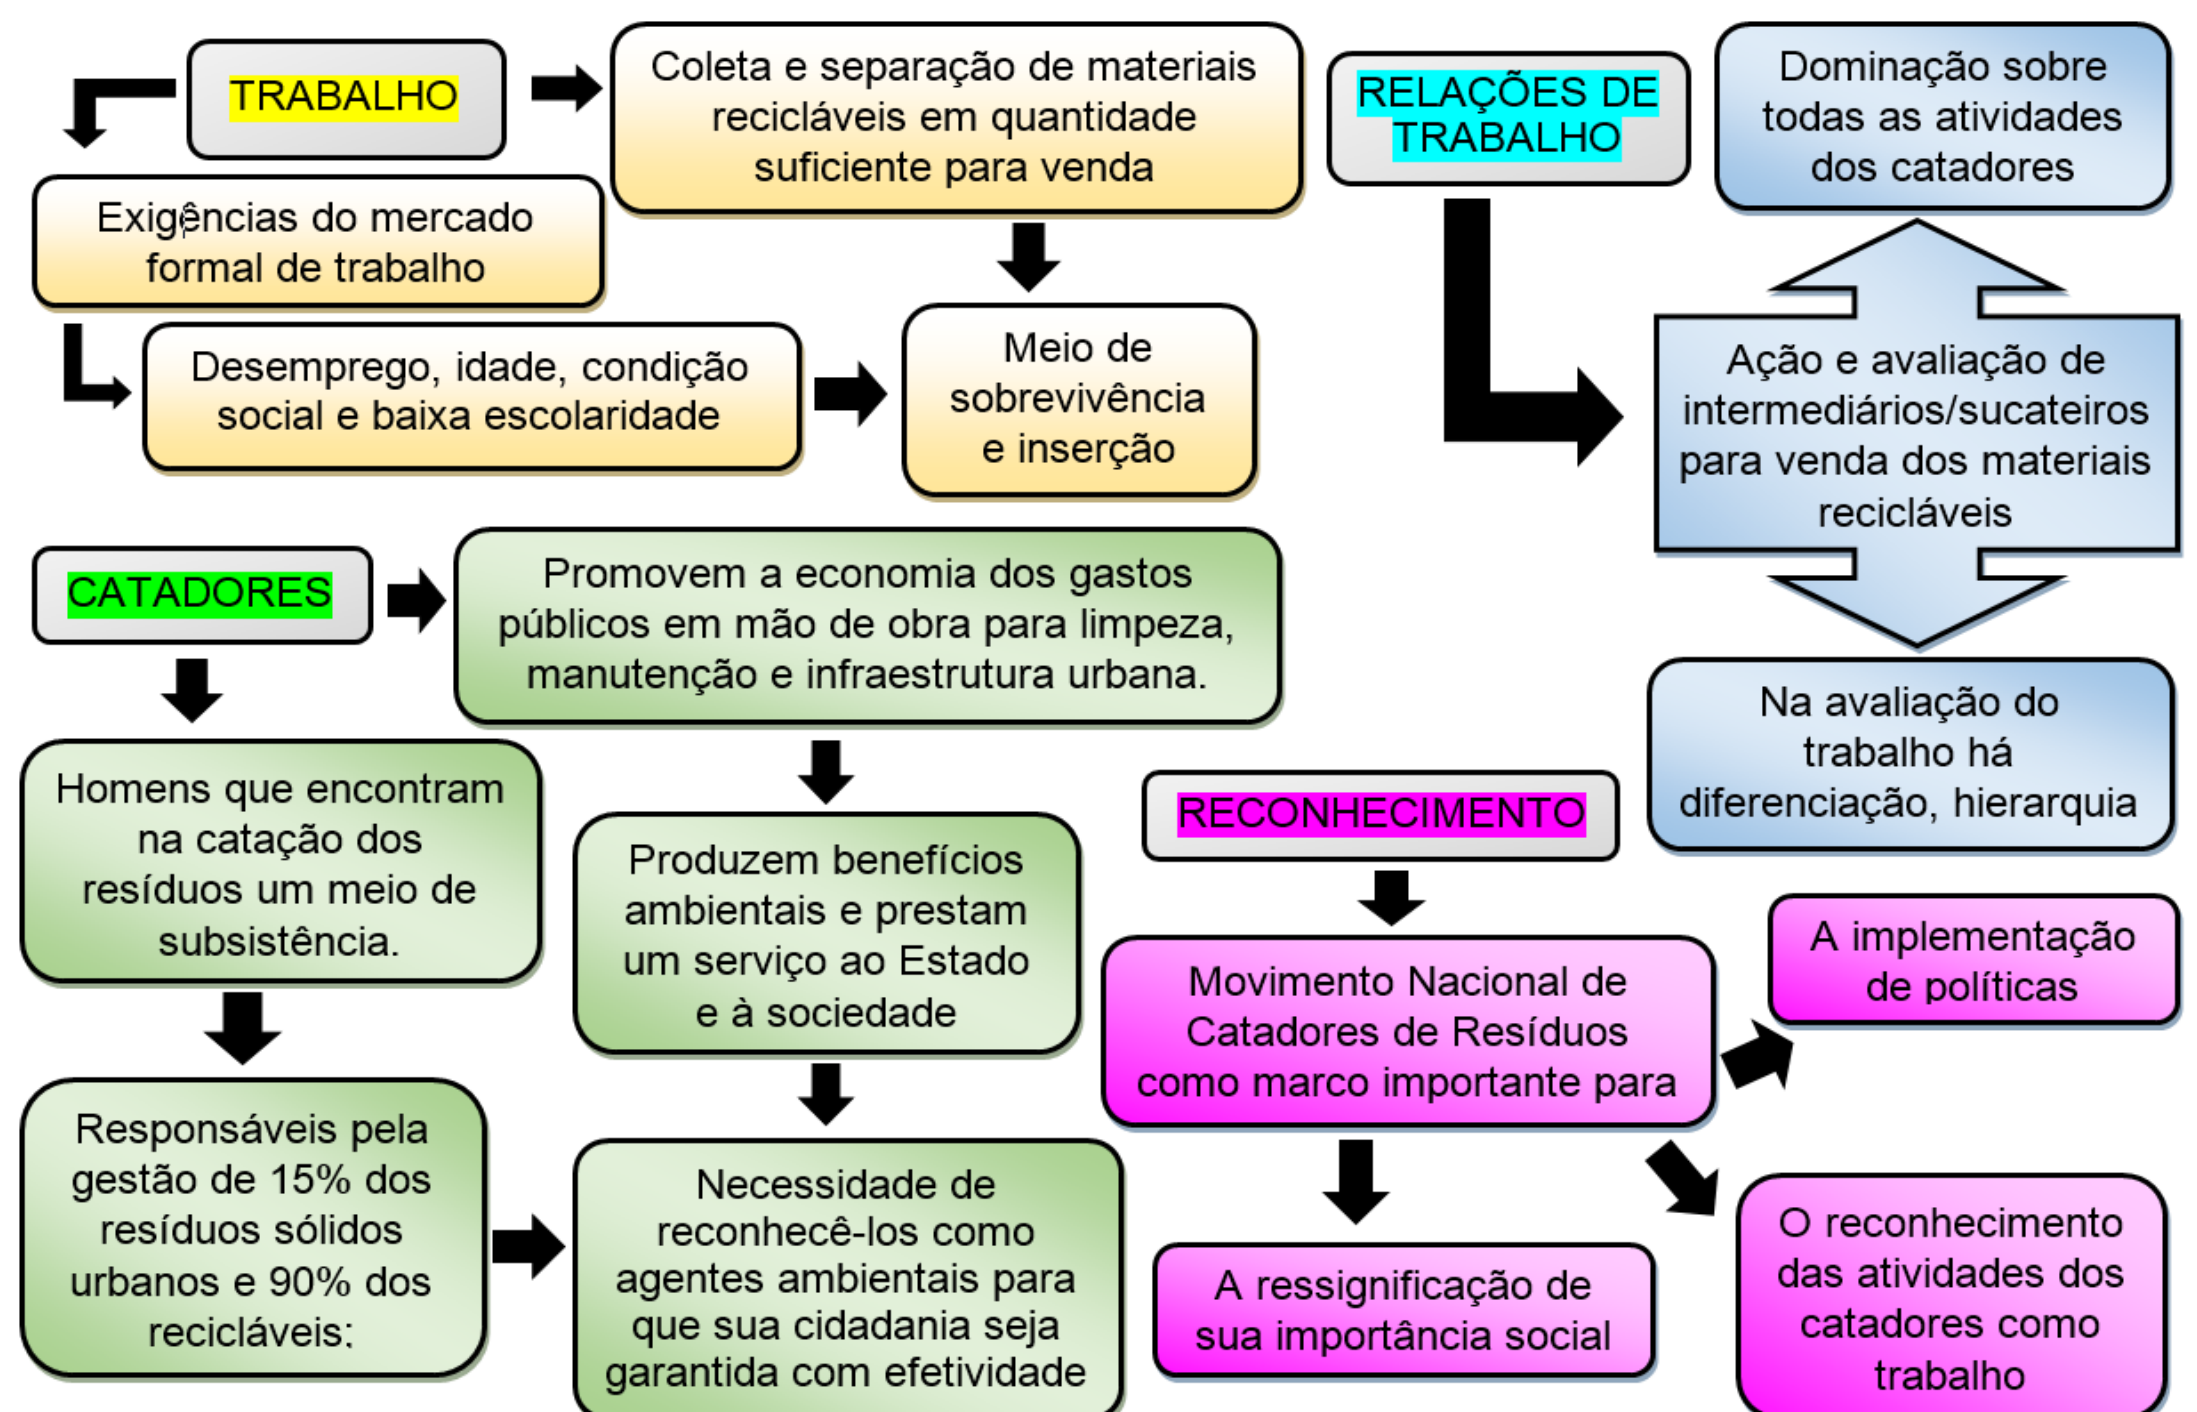 TRABALHO
Coleta e separação de materiais
recicláveis em quantidade
suficiente para venda
Exigências do mercado
formal de trabalho
Desemprego, idade, condição
social e baixa escolaridade
Meio de
sobrevivência
e inserção
RELAÇÕES DE
TRABALHO
Dominação sobre
todas as atividades
dos catadores
Ação e avaliação de
intermediários/sucateiros
para venda dos materiais
recicláveis
Na avaliação do
trabalho há
diferenciação, hierarquia
CATADORES
Promovem a economia dos gastos
públicos em mão de obra para limpeza,
manutenção e infraestrutura urbana.
Homens que encontram
na catação dos
resíduos um meio de
subsistência.
Produzem benefícios
ambientais e prestam
um serviço ao Estado
e à sociedade
Responsáveis pela
gestão de 15% dos
resíduos sólidos
urbanos e 90% dos
recicláveis;
Necessidade de
reconhecê-los como
agentes ambientais para
que sua cidadania seja
garantida com efetividade
RECONHECIMENTO
Movimento Nacional de
Catadores de Resíduos
como marco importante para
A implementação
de políticas
A ressignificação de
sua importância social
O reconhecimento
das atividades dos
catadores como
trabalho